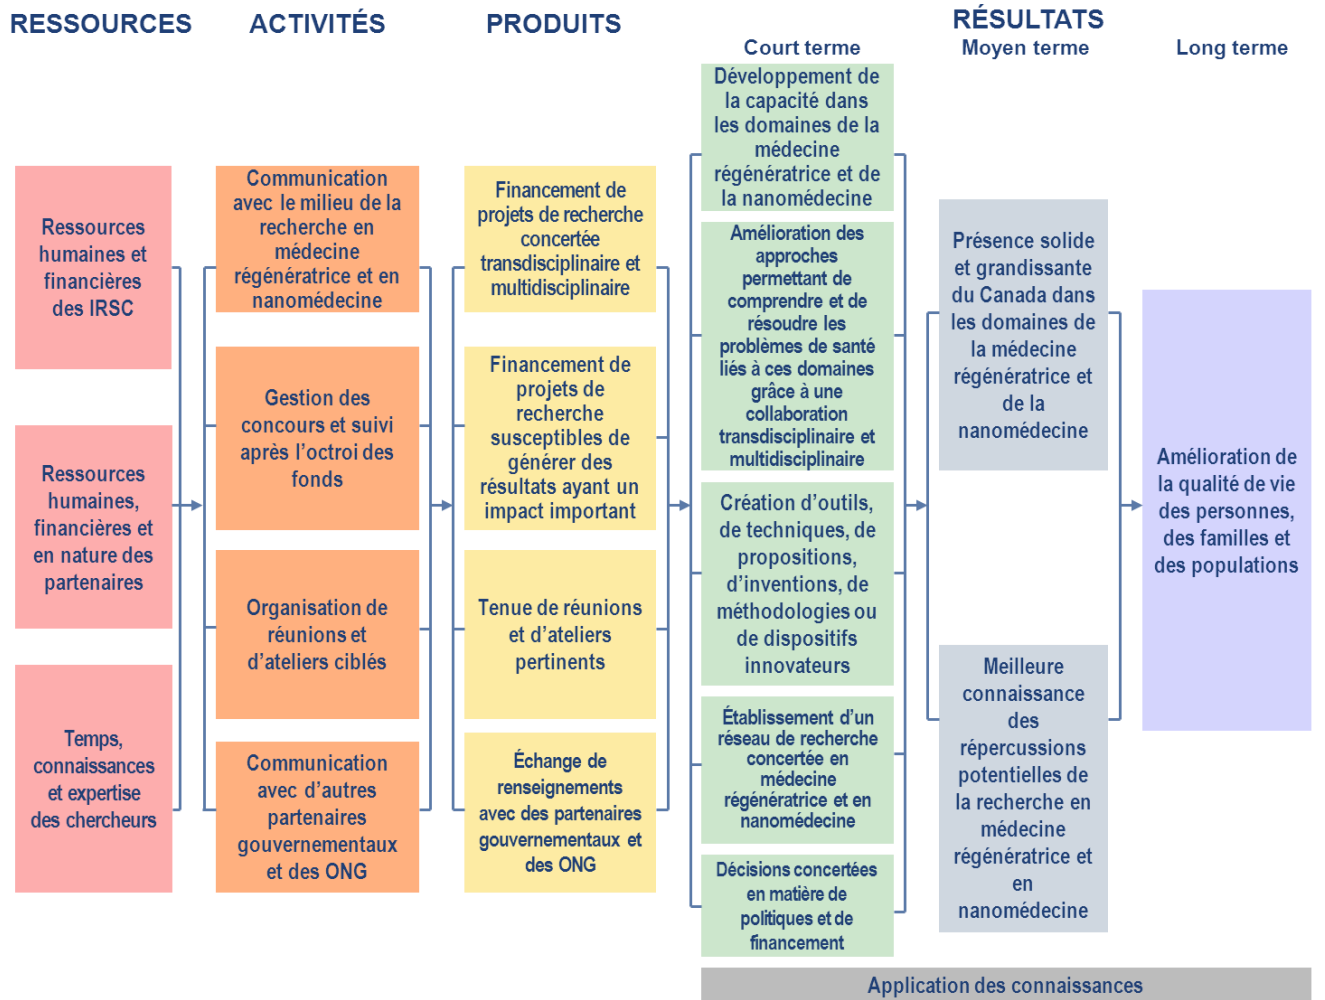 RESSOURCES
ACTIVITÉS
PRODUITS
RÉSULTATS
Court terme
Moyen terme
Long terme
Ressources
humaines et
financières
des IRSC
Ressources
humaines,
financières et
en nature des
partenaires
Temps,
connaissances
et expertise
des chercheurs
Communication
avec le milieu de la
recherche en
médecine
régénératrice et en
nanomédecine
Gestion des
concours et suivi
après l’octroi des
fonds
Organisation de
réunions et
d’ateliers ciblés
Communication
avec d’autres
partenaires
gouvernementaux
et des ONG
Financement de
projets de recherche
concertée
transdisciplinaire et
multidisciplinaire
Financement de
projets de
recherche
susceptibles de
générer des
résultats ayant un
impact important
Tenue de réunions
et d’ateliers
pertinents
Échange de
renseignements
avec des partenaires
gouvernementaux et
des ONG
Développement de
la capacité dans
les domaines de la
médecine
régénératrice et de
la nanomédecine
Amélioration des
approches
permettant de
comprendre et de
résoudre les
problèmes de santé
liés à ces domaines
grâce à une
collaboration
transdisciplinaire et
multidisciplinaire
Création d’outils,
de techniques, de
propositions,
d’inventions, de
méthodologies ou
de dispositifs
innovateurs
Établissement d’un
réseau de recherche
concertée en
médecine
régénératrice et en
nanomédecine
Décisions concertées
en matière de
politiques et de
financement
Présence solide
et grandissante
du Canada dans
les domaines de
la médecine
régénératrice et
de la
nanomédecine
Meilleure
connaissance
des
répercussions
potentielles de
la recherche en
médecine
régénératrice et
en
nanomédecine
Amélioration de
la qualité de vie
des personnes,
des familles et
des populations
Application des connaissances